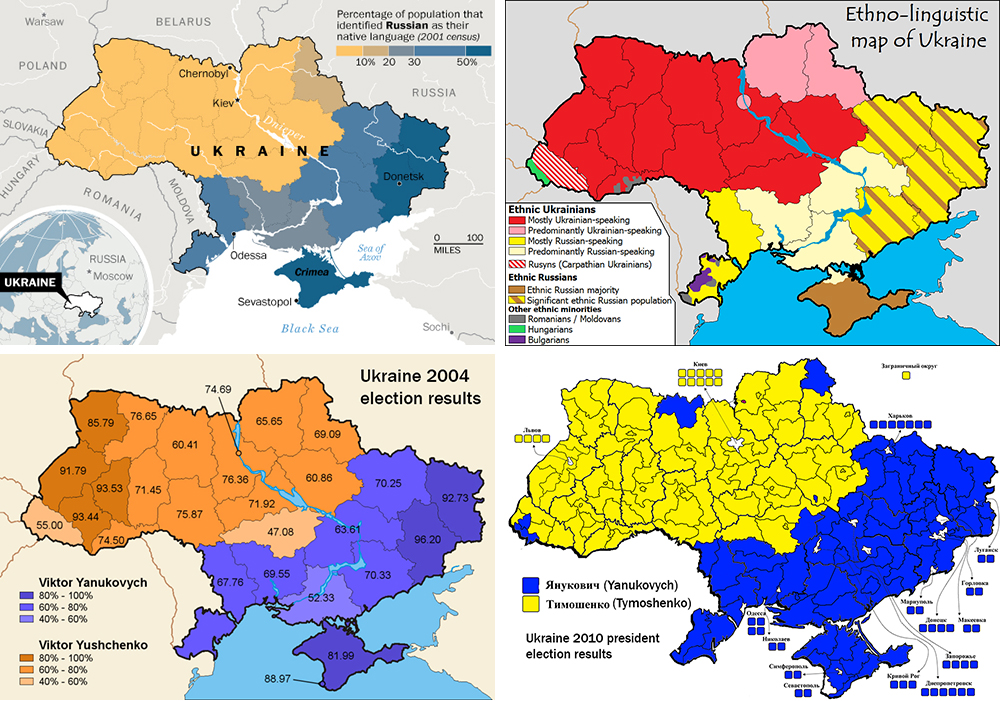 Percentage of population that
identified Russian as their
native language (2001 census)
10% 20 30 50%
Warsaw
BELARUS
POLAND
Chernobyl
Kiev
RUSSIA
Dnieper
SLOVAKIA
UKRAINE
HUNGARY
Donetsk
ROMANIA
MOLDOVA
Odessa
Sea of
Azov
0 100
MILES
RUSSIA
Moscow
UKRAINE
Crimea
Sevastopol
Black Sea
Sochi
Ethno-linguistic
map of Ukraine
Ethnic Ukrainians
Mostly Ukrainian-speaking
Predominantly Ukrainian-speaking
Mostly Russian-speaking
Predominantly Russian-speaking
Rusyns (Carpathian Ukrainians)
Ethnic Russians
Ethnic Russian majority
Significant ethnic Russian population
Other ethnic minorities
Romanians / Moldovans
Hungarians
Bulgarians
Ukraine 2004
election results
74.69
85.79
76.65
60.41
65.65
69.09
91.79
93.53
71.45
76.36
60.86
70.25
92.73
93.44
75.87
71.92
55.00
74.50
47.08
63.61
96.20
67.76
69.55
52.33
70.33
81.99
88.97
Viktor Yanukovych
80% - 100%
60% - 80%
40% - 60%
Viktor Yushchenko
80% - 100%
60% - 80%
40% - 60%
Киев
Заграничный округ
Львов
Харьков
Янукович (Yanukovych)
Тимошенко (Tymoshenko)
Ukraine 2010 president
election results
Луганск
Горловка
Мариуполь
Донецк
Макеевка
Одесса
Николаев
Запорожье
Симферополь
Кривой Рог
Севастополь
Днепропетровск